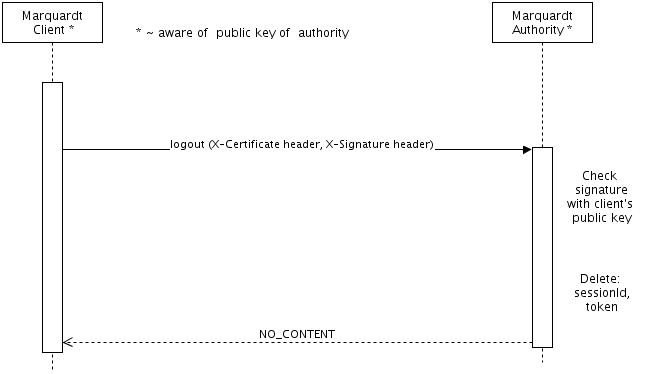 Marquardt
Client *
* ~ aware of public key of authority
Marquardt
Authority *
logout (X-Certificate header, X-Signature header)
Check
signature
with client's
public key
Delete:
sessionId,
token
NO_CONTENT